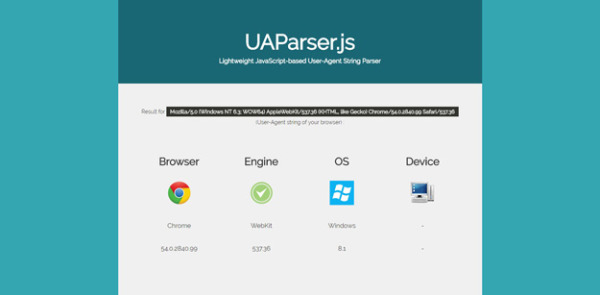 UAParser.js
Lightweight JavaScript-based User-Agent String Parser
Result for Mozilla/5.0 (Windows NT 6.3; WOW64) AppleWebKit/537.36 (KHTML, like Gecko) Chrome/54.0.2840.99 Safari/537.36
(User-Agent string of your browser)
Browser Engine OS Device
Chrome WebKit Windows -
54.0.2840.99 537.36 8.1 -